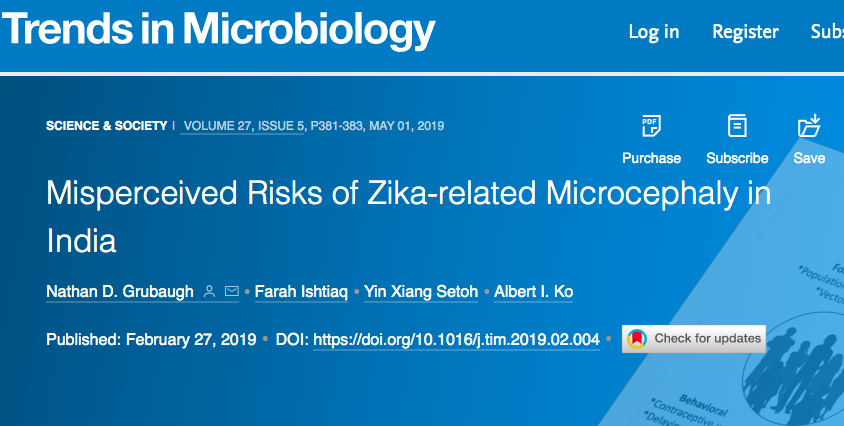 Trends in Microbiology
Log in Register Subs
SCIENCE & SOCIETY | VOLUME 27, ISSUE 5, P381-383, MAY 01, 2019
PDF
Purchase Subscribe Save
Misperceived Risks of Zika-related Microcephaly in
India
Nathan D. Grubaugh • Farah Ishtiaq • Yin Xiang Setoh • Albert I. Ko
Published: February 27, 2019 • DOI: https://doi.org/10.1016/j.tim.2019.02.004 •
Check for updates
Fo
*Population
*Vecto
Behavioral
*Contraceptive